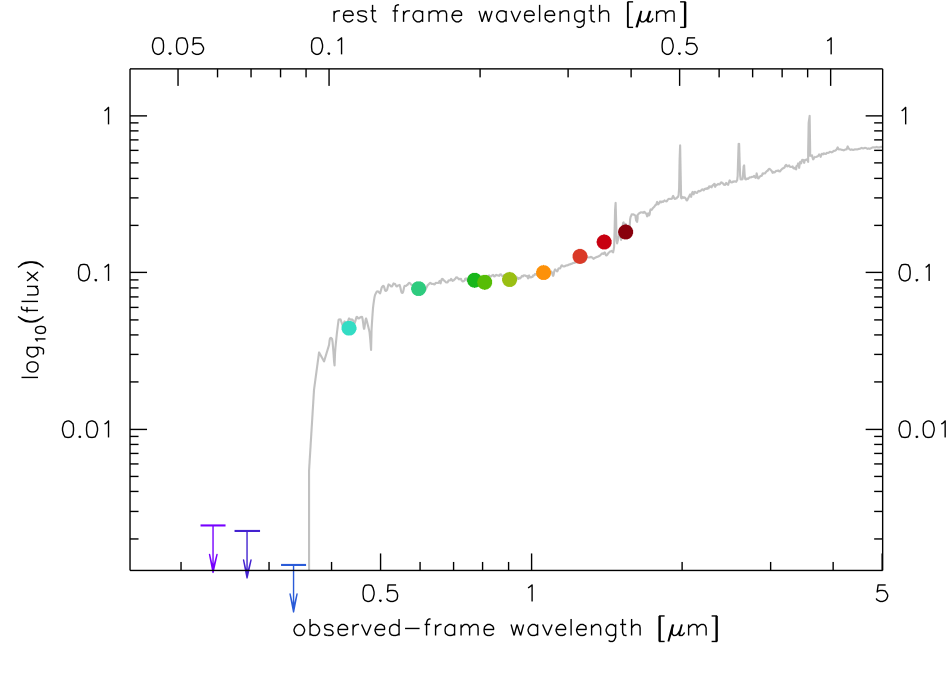 rest frame wavelength [μm]
0.05 0.1 0.5 1
1 1
0.1 0.1
log10(flux)
0.01 0.01
0.5 1 5
observed-frame wavelength [μm]